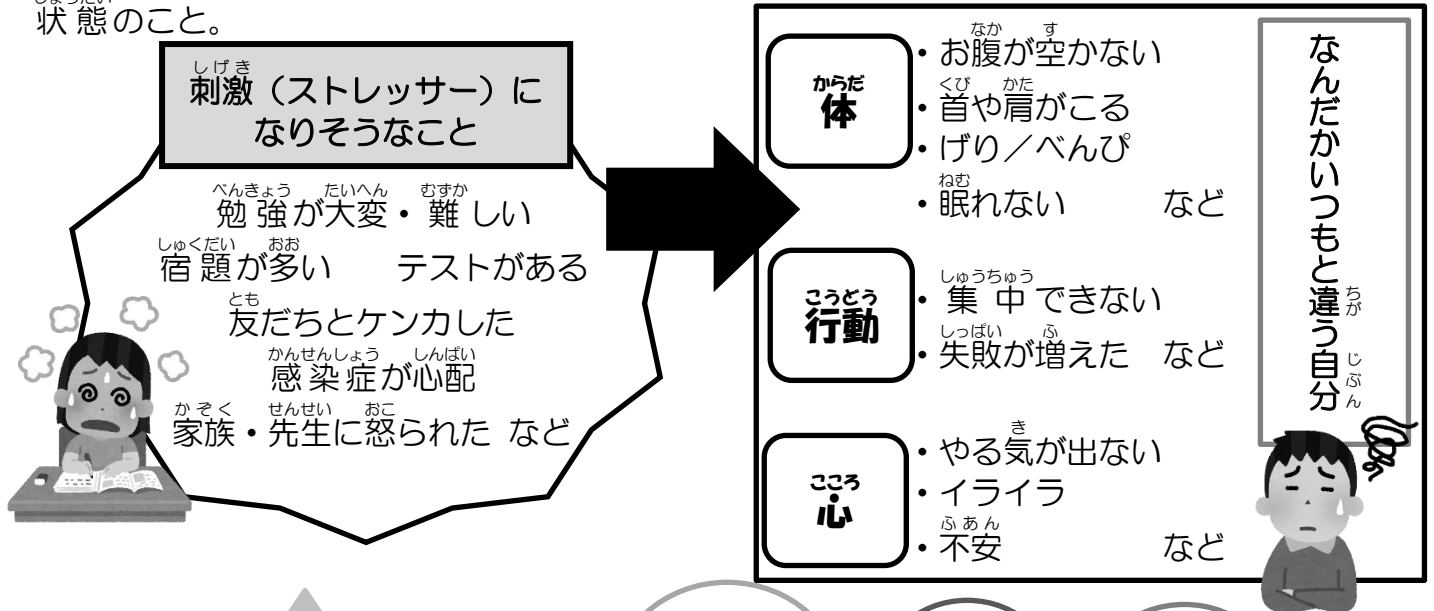 状態のこと。
刺激（ストレッサー）に
なりそうなこと
勉強が大変・難しい
宿題が多い　テストがある
友だちとケンカした
感染症が心配
家族・先生に怒られた など
体
・お腹が空かない
・首や肩がこる
・げり／べんぴ
・眠れない　など
行動
・集中できない
・失敗が増えた　など
心
・やる気が出ない
・イライラ
・不安　など
なんだかいつもと違う自分